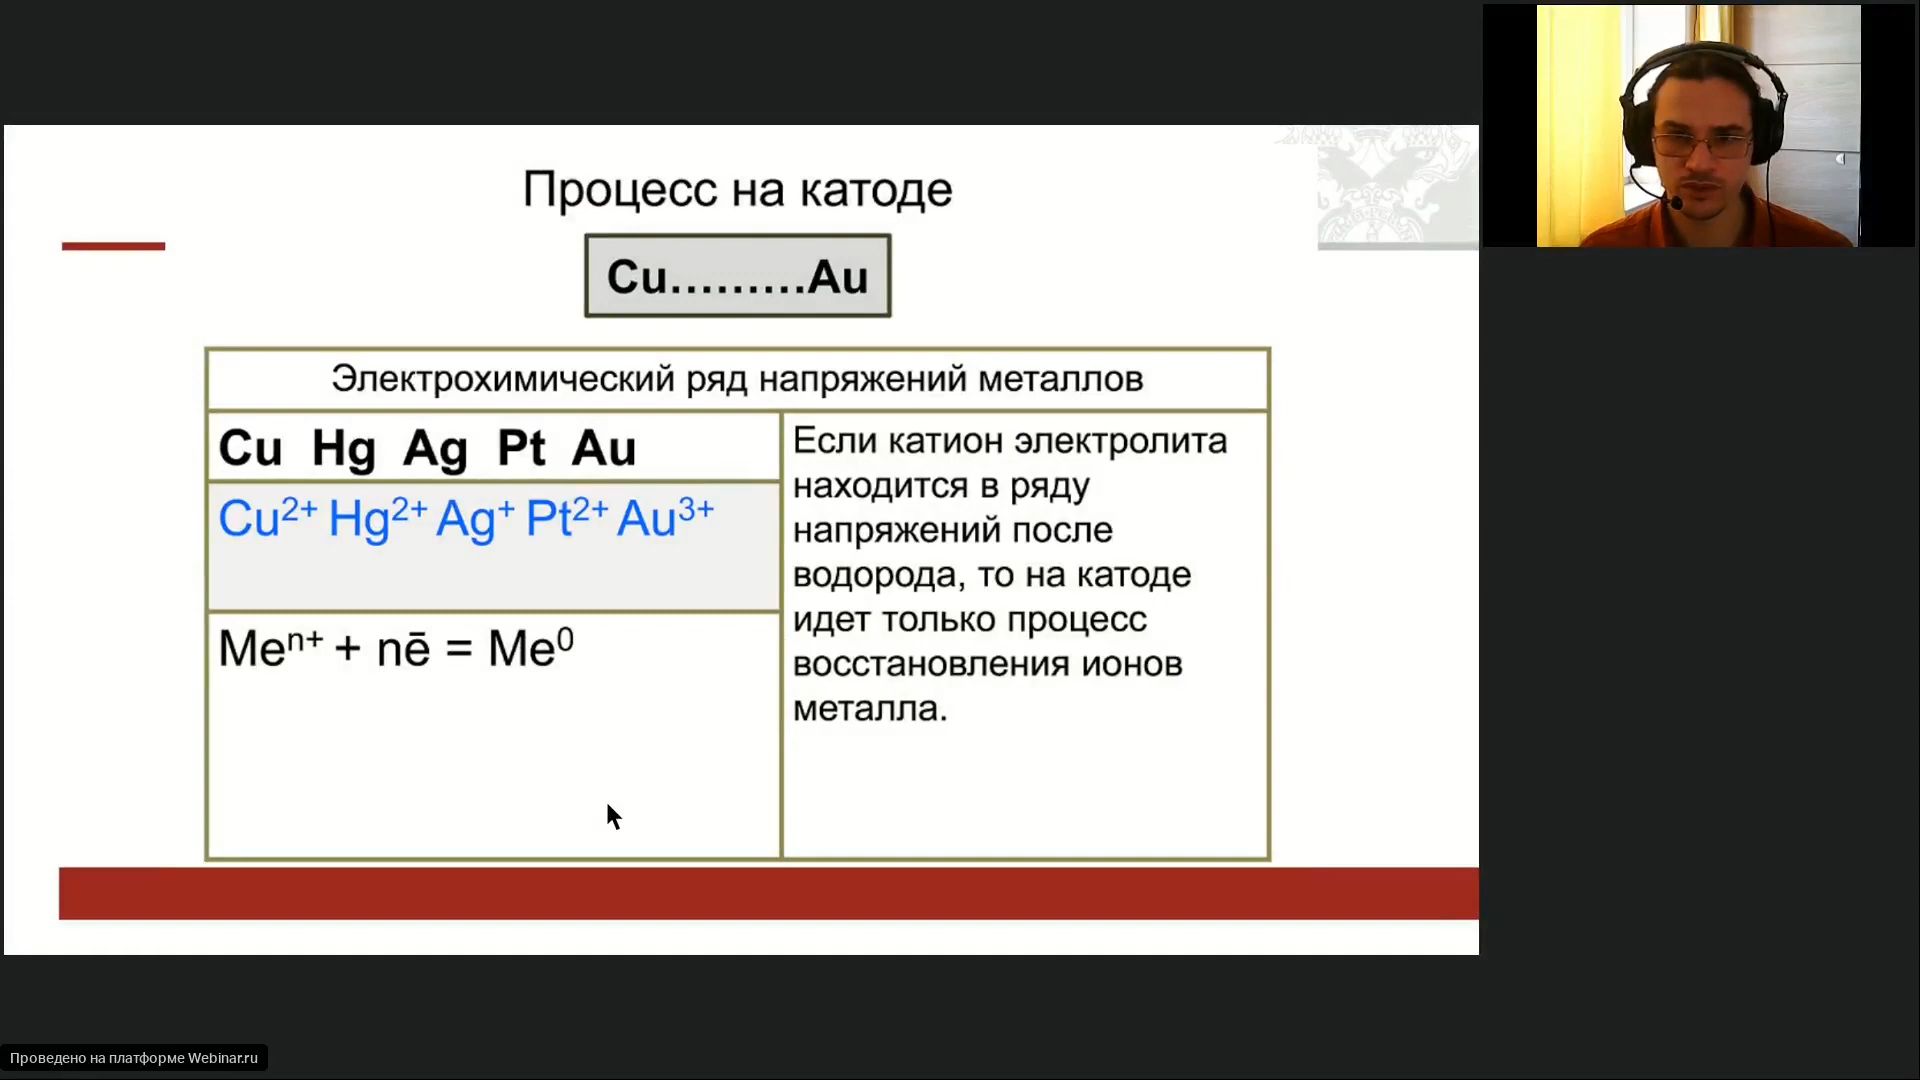 Процесс на катоде
Cu.........Au
Электрохимический ряд напряжений металлов
Cu Hg Ag Pt Au
Cu²⁺ Hg²⁺ Ag⁺ Pt²⁺ Au³⁺
Meⁿ⁺ + nē = Me⁰
Если катион электролита
находится в ряду
напряжений после
водорода, то на катоде
идет только процесс
восстановления ионов
металла.
Проведено на платформе Webinar.ru